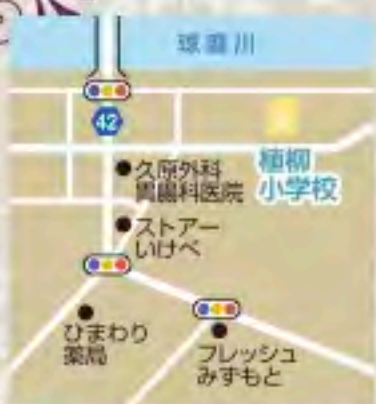 球磨川
42
久原外科
胃腸科医院
植柳
小学校
ストアー
いけべ
ひまわり
薬局
フレッシュ
みずもと